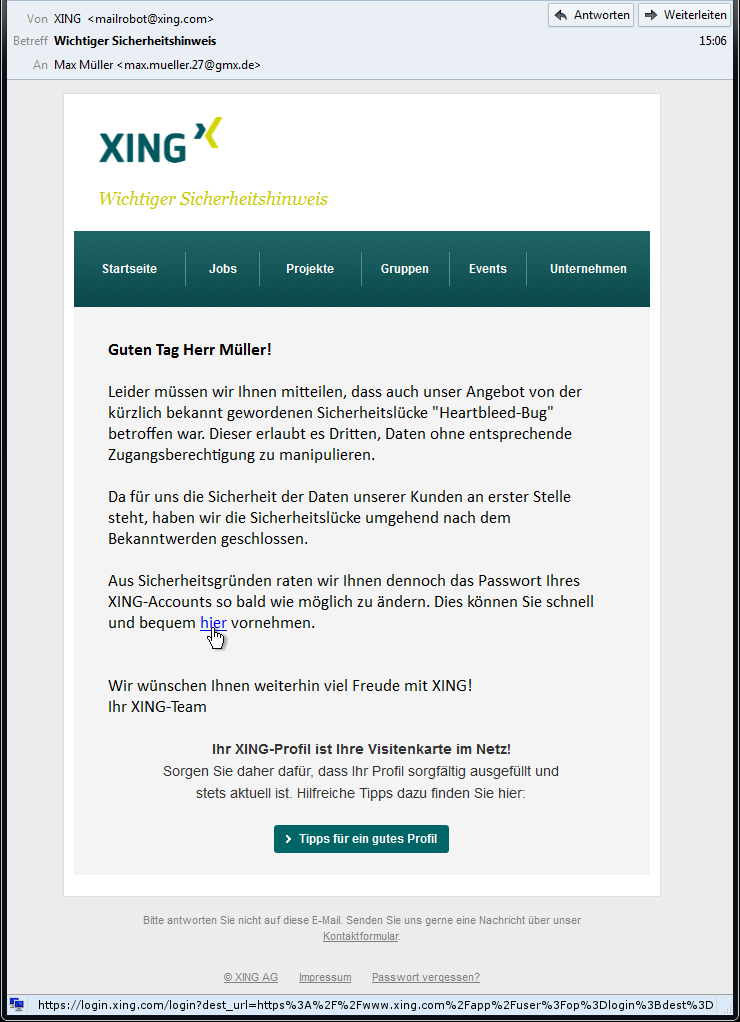 Von XING <mailrobot@xing.com>
Antworten
Weiterleiten
Betreff Wichtiger Sicherheitshinweis
15:06
An Max Müller <max.mueller.27@gmx.de>
XING
Wichtiger Sicherheitshinweis
Startseite Jobs Projekte Gruppen Events Unternehmen
Guten Tag Herr Müller!
Leider müssen wir Ihnen mitteilen, dass auch unser Angebot von der
kürzlich bekannt gewordenen Sicherheitslücke "Heartbleed-Bug"
betroffen war. Dieser erlaubt es Dritten, Daten ohne entsprechende
Zugangsberechtigung zu manipulieren.
Da für uns die Sicherheit der Daten unserer Kunden an erster Stelle
steht, haben wir die Sicherheitslücke umgehend nach dem
Bekanntwerden geschlossen.
Aus Sicherheitsgründen raten wir Ihnen dennoch das Passwort Ihres
XING-Accounts so bald wie möglich zu ändern. Dies können Sie schnell
und bequem hier vornehmen.
Wir wünschen Ihnen weiterhin viel Freude mit XING!
Ihr XING-Team
Ihr XING-Profil ist Ihre Visitenkarte im Netz!
Sorgen Sie daher dafür, dass Ihr Profil sorgfältig ausgefüllt und
stets aktuell ist. Hilfreiche Tipps dazu finden Sie hier:
Tipps für ein gutes Profil
Bitte antworten Sie nicht auf diese E-Mail. Senden Sie uns gerne eine Nachricht über unser
Kontaktformular.
© XING AG Impressum Passwort vergessen?
https://login.xing.com/login?dest_url=https%3A%2F%2Fwww.xing.com%2Fapp%2Fuser%3Fop%3Dlogin%3Bdest%3D